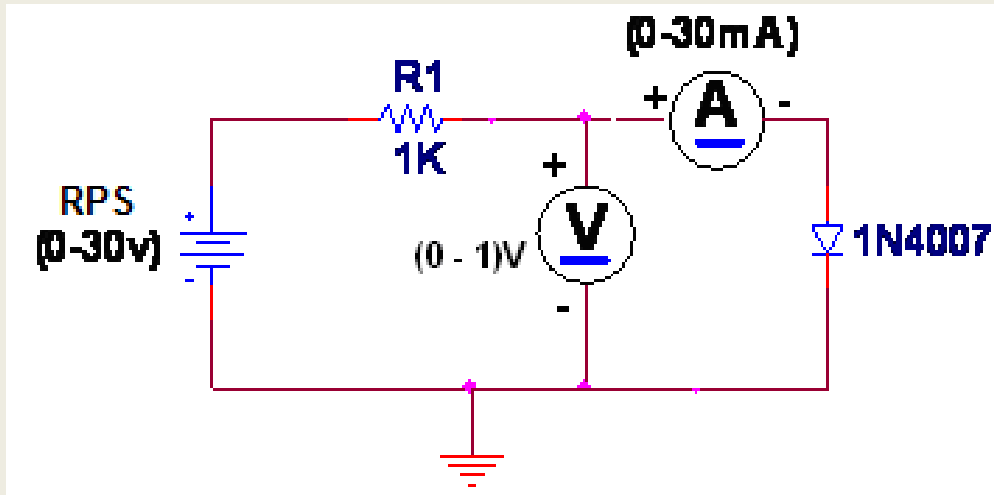 (0-30mA)
R1
+ A -
1K
RPS
(0-30v)
+
-
+
V
(0 - 1)V
-
1N4007